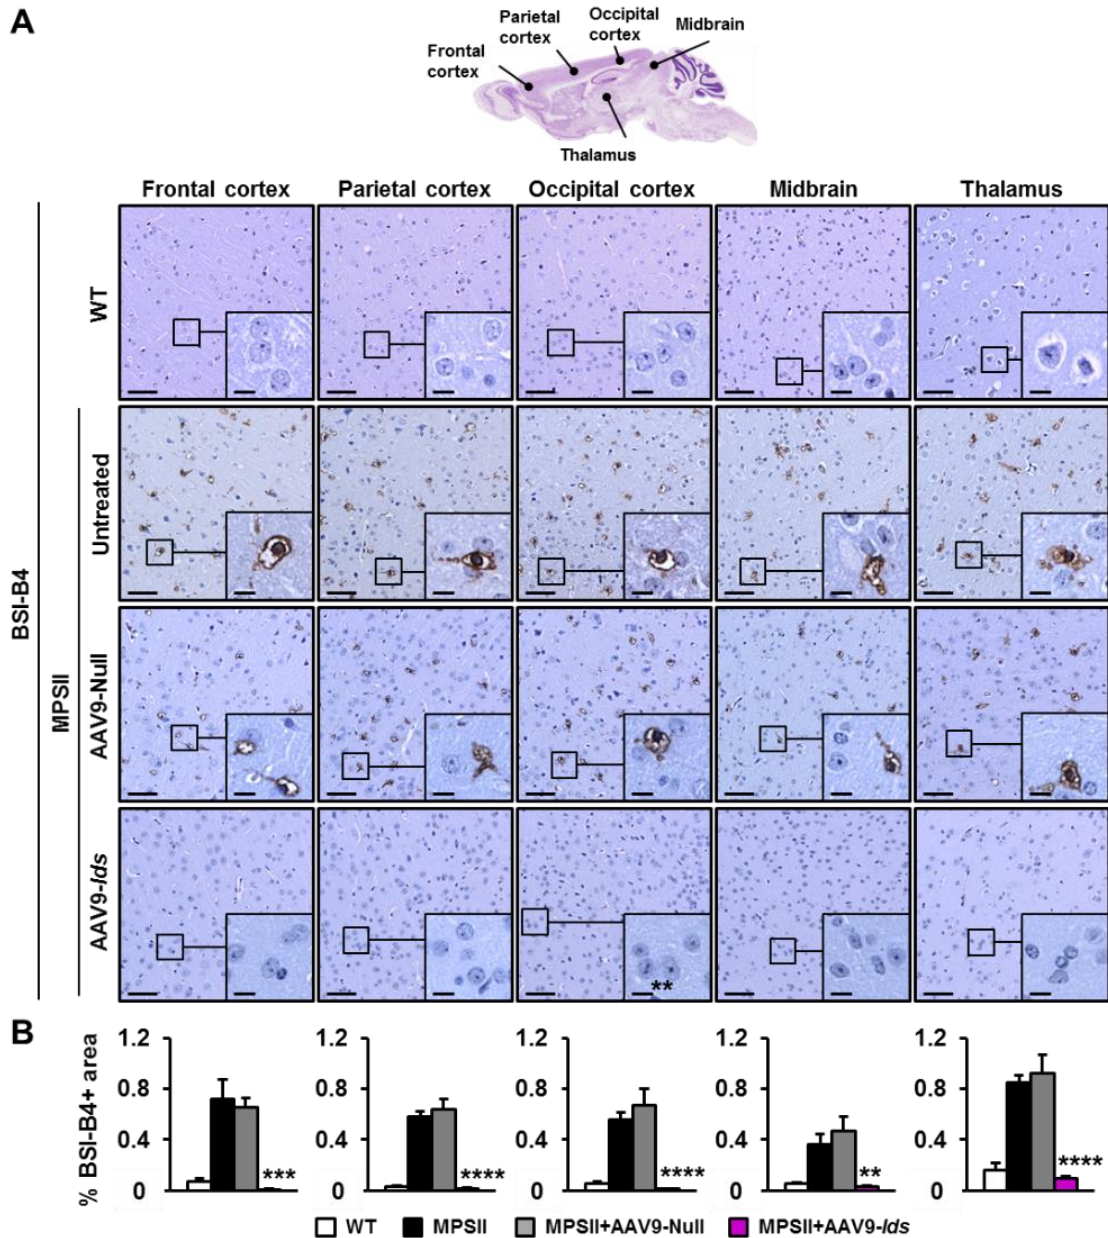 A
Frontal
cortex
Parietal
cortex
Occipital
cortex
Midbrain
Thalamus
Frontal cortex
Parietal cortex
Occipital cortex
Midbrain
Thalamus
BSI-B4
WT
MPSII
Untreated
AAV9-Null
AAV9-Ids
**
B
% BSI-B4+ area
1.2
0.8
0.4
0
***
1.2
0.8
0.4
0
****
1.2
0.8
0.4
0
****
1.2
0.8
0.4
0
**
1.2
0.8
0.4
0
****
WT MPSII MPSII+AAV9-Null MPSII+AAV9-Ids